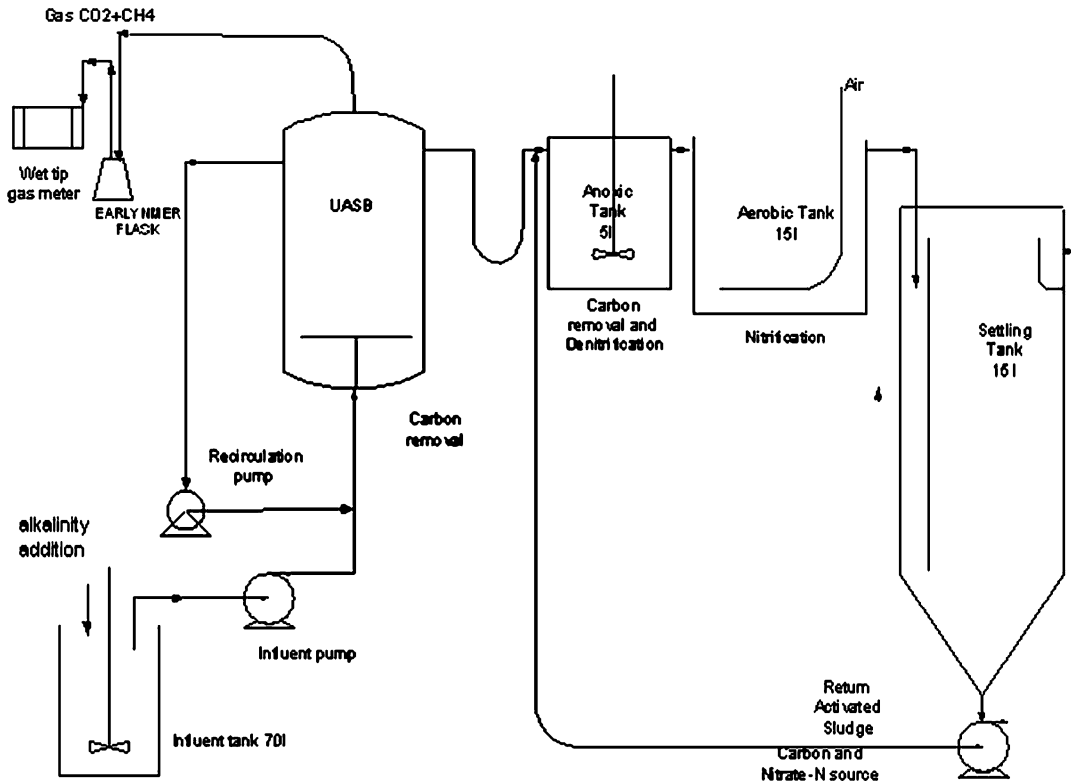 Gas CO2+CH4
Wet tip
gas meter
EARLYNMER
FLASK
UASB
Air
Anoxic
Tank
5l
Aerobic Tank
15l
Carbon
removal and
Denitrification
Nitrification
Settling
Tank
15l
Carbon
removal
Recirculation
pump
alkalinity
addition
Influent pump
Influent tank 70l
Return
Activated
Sludge
Carbon and
Nitrate-N source